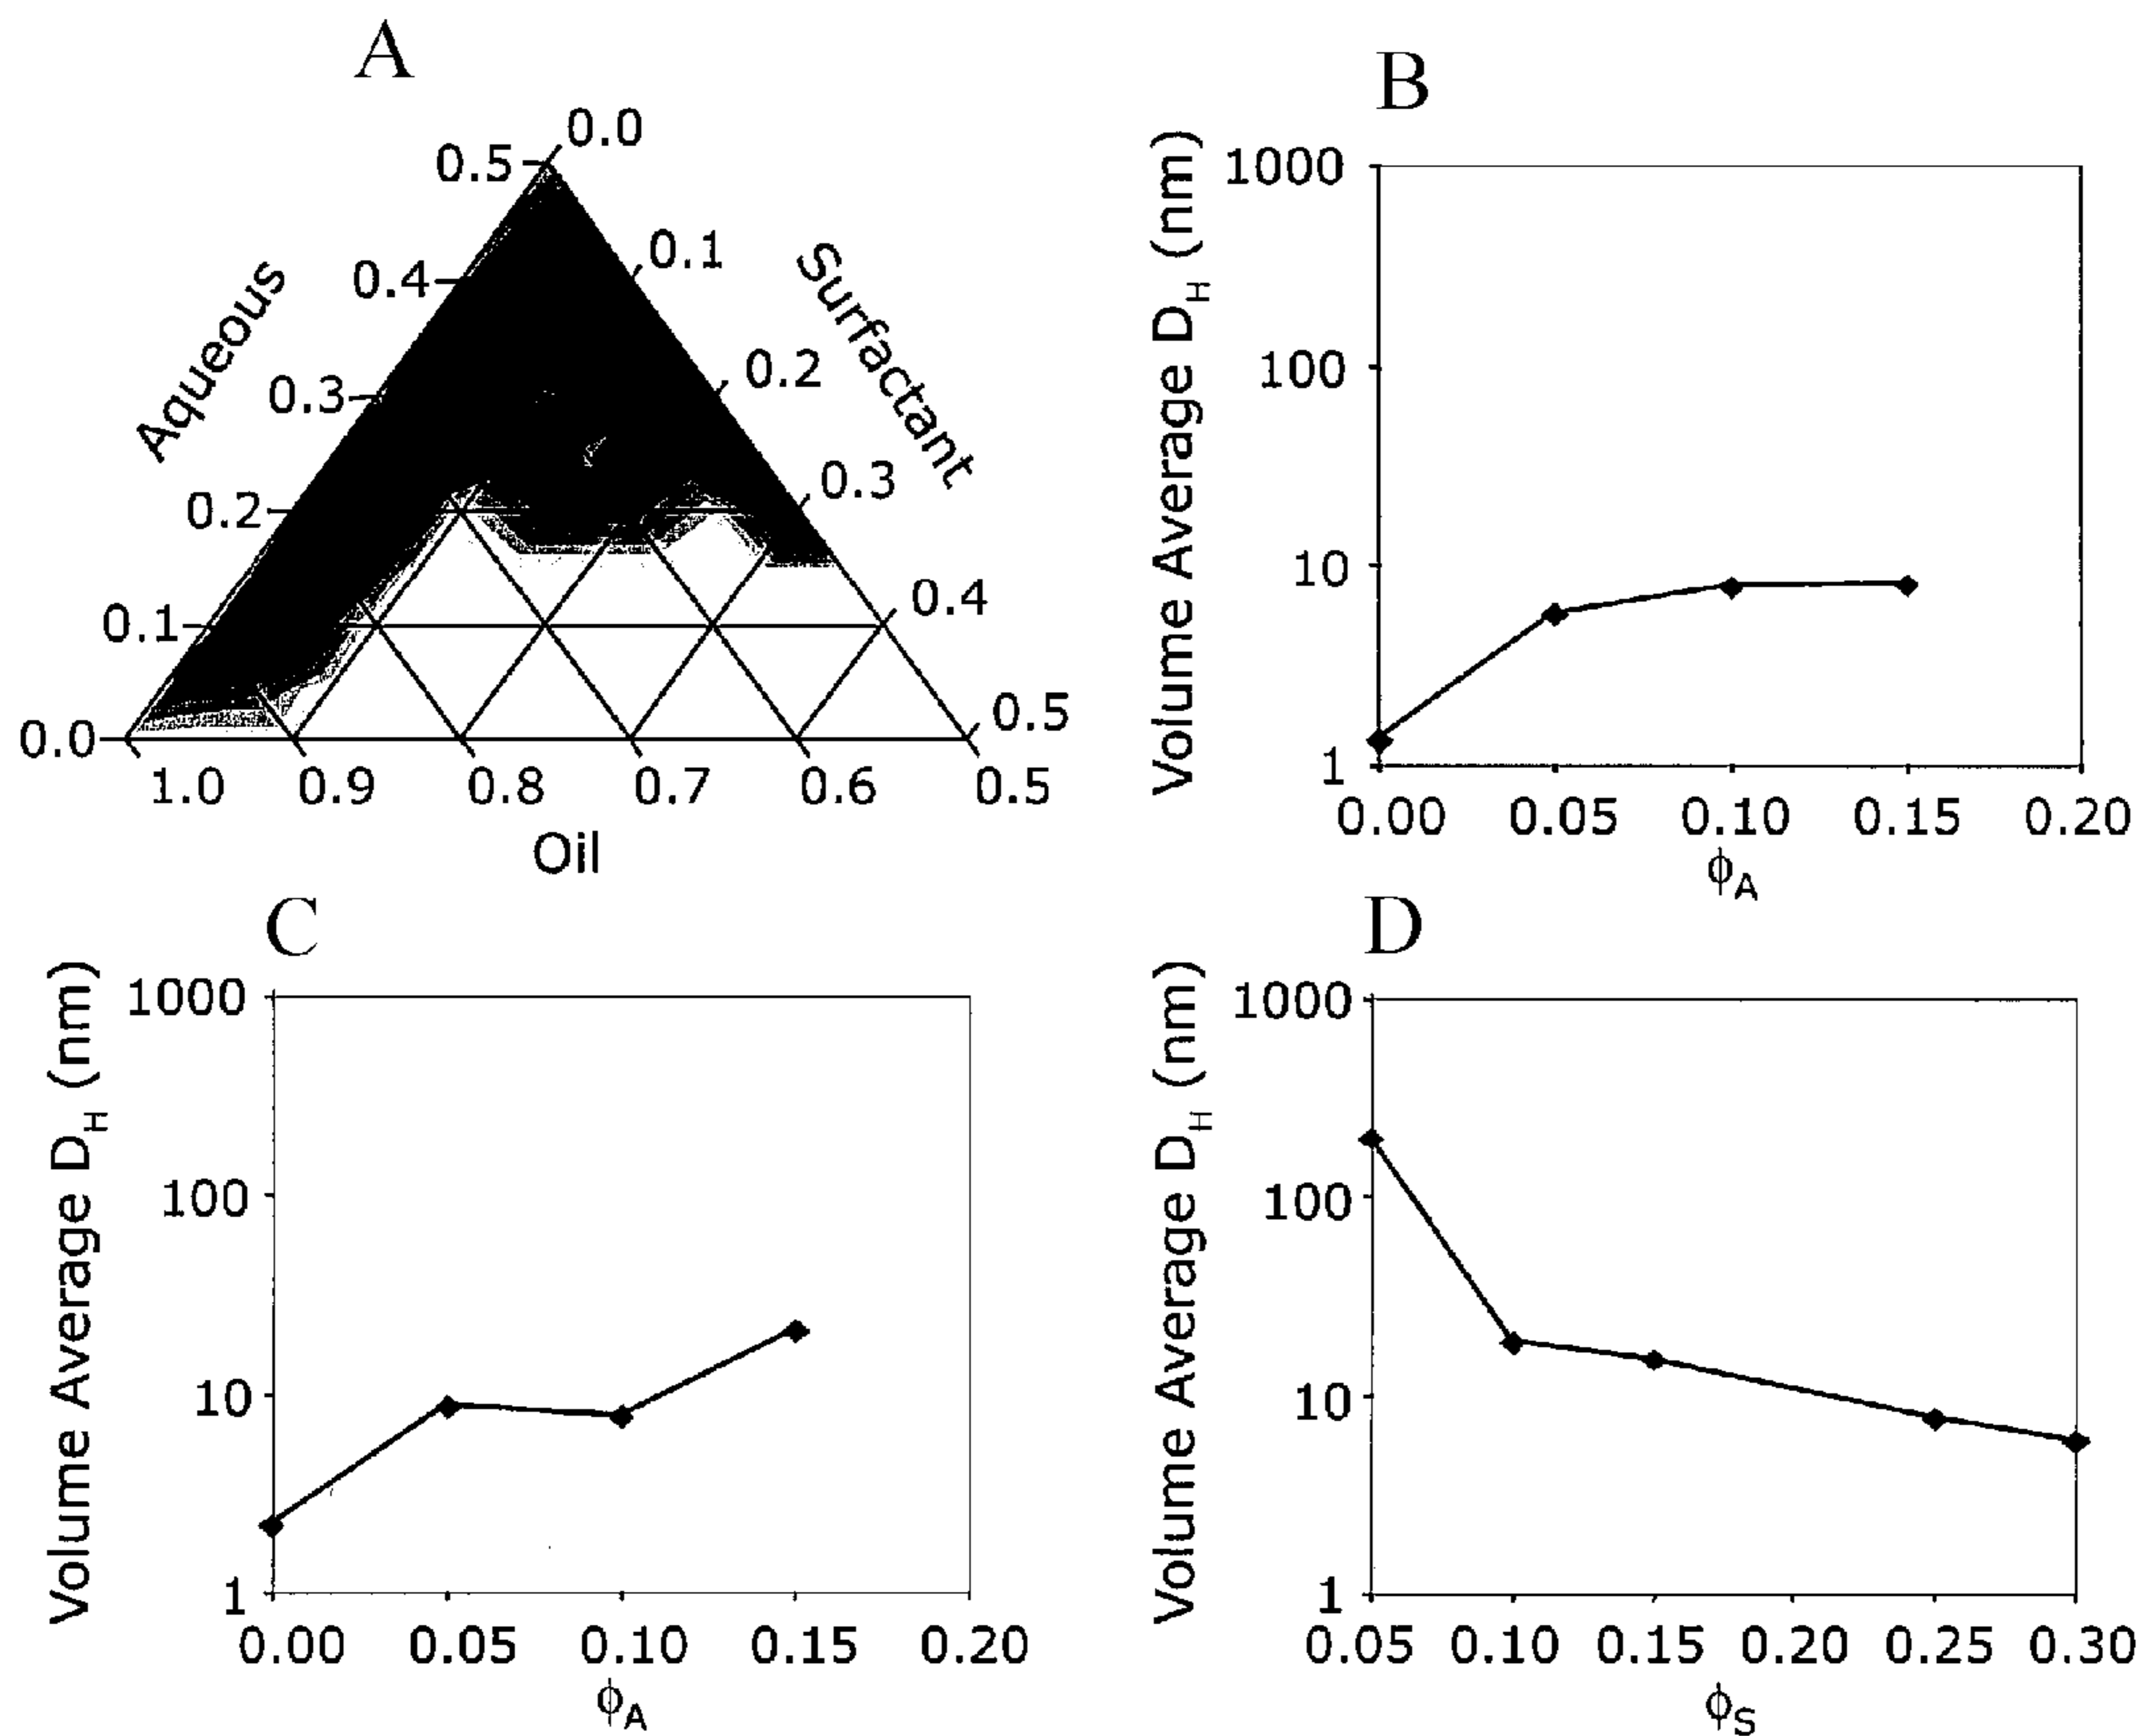 A
0.0
0.5
0.1
0.4
Aqueous
Surfactant
0.2
0.3
0.3
0.2
0.4
0.1
0.5
0.0
1.0 0.9 0.8 0.7 0.6 0.5
Oil
B
Volume Average D_H (nm)
1000
100
10
1
0.00 0.05 0.10 0.15 0.20
ϕ_A
C
Volume Average D_H (nm)
1000
100
10
1
0.00 0.05 0.10 0.15 0.20
ϕ_A
D
Volume Average D_H (nm)
1000
100
10
1
0.05 0.10 0.15 0.20 0.25 0.30
ϕ_S